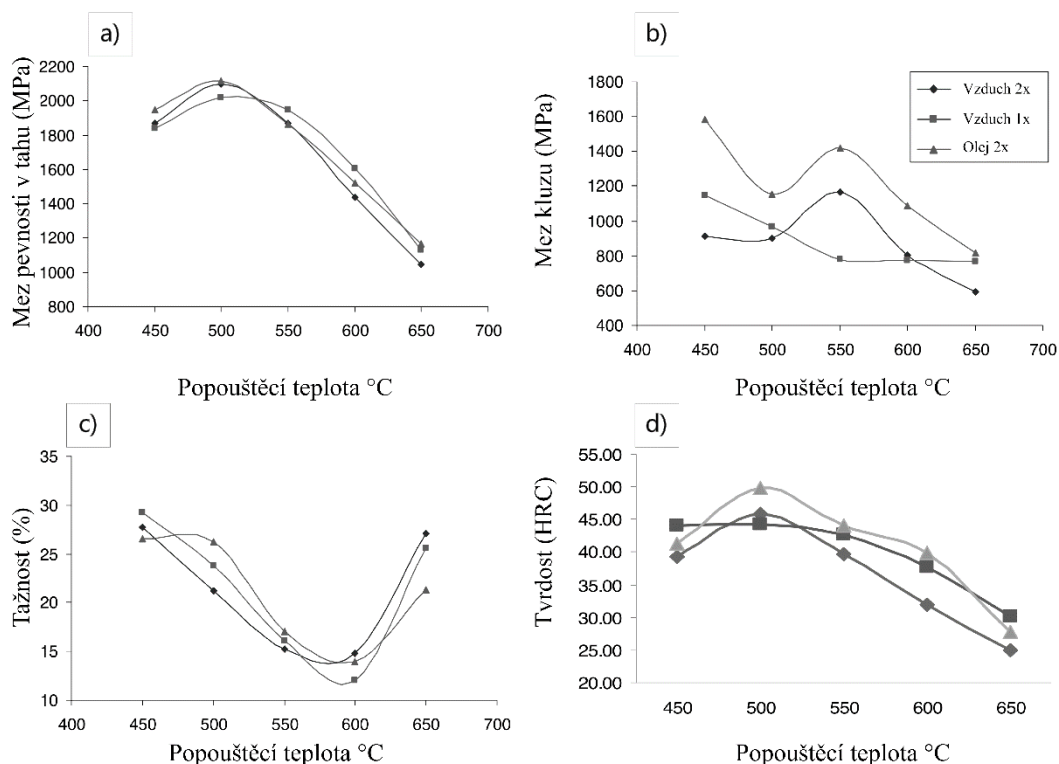 a)
Mez pevnosti v tahu (MPa)
2200
2000
1800
1600
1400
1200
1000
800
400 450 500 550 600 650 700
Popouštěcí teplota °C
b)
Mez kluzu (MPa)
1800
1600
1400
1200
1000
800
600
400
400 450 500 550 600 650 700
Popouštěcí teplota °C
Vzduch 2x
Vzduch 1x
Olej 2x
c)
Tažnost (%)
35
30
25
20
15
10
400 450 500 550 600 650 700
Popouštěcí teplota °C
d)
Tvrdost (HRC)
55.00
50.00
45.00
40.00
35.00
30.00
25.00
20.00
450 500 550 600 650
Popouštěcí teplota °C